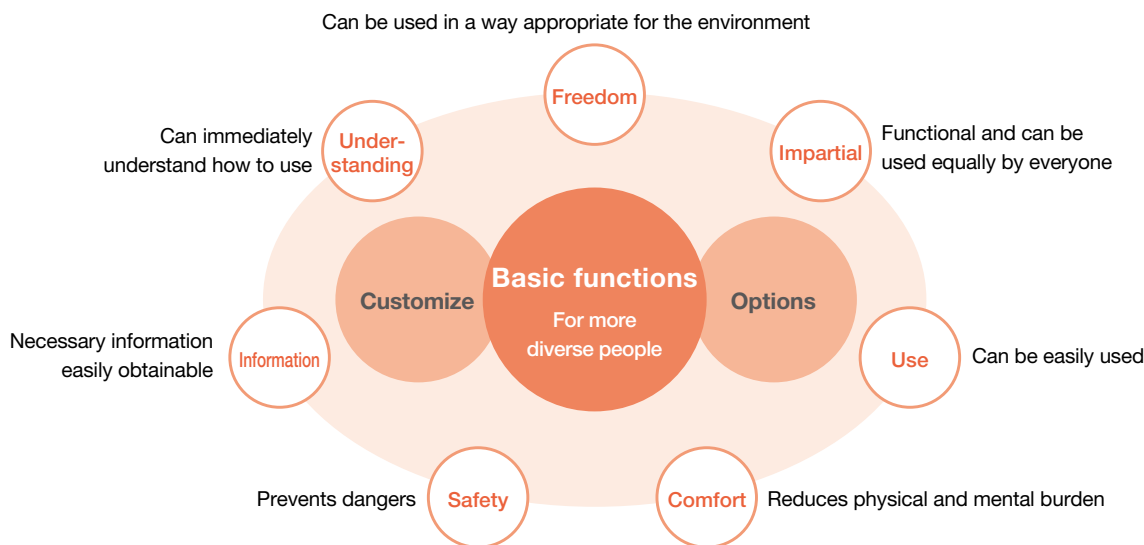 Can be used in a way appropriate for the environment
Freedom
Can immediately
understand how to use
Under-
standing
Impartial
Functional and can be
used equally by everyone
Customize
Basic functions
For more
diverse people
Options
Necessary information
easily obtainable
Information
Use
Can be easily used
Prevents dangers
Safety
Comfort
Reduces physical and mental burden